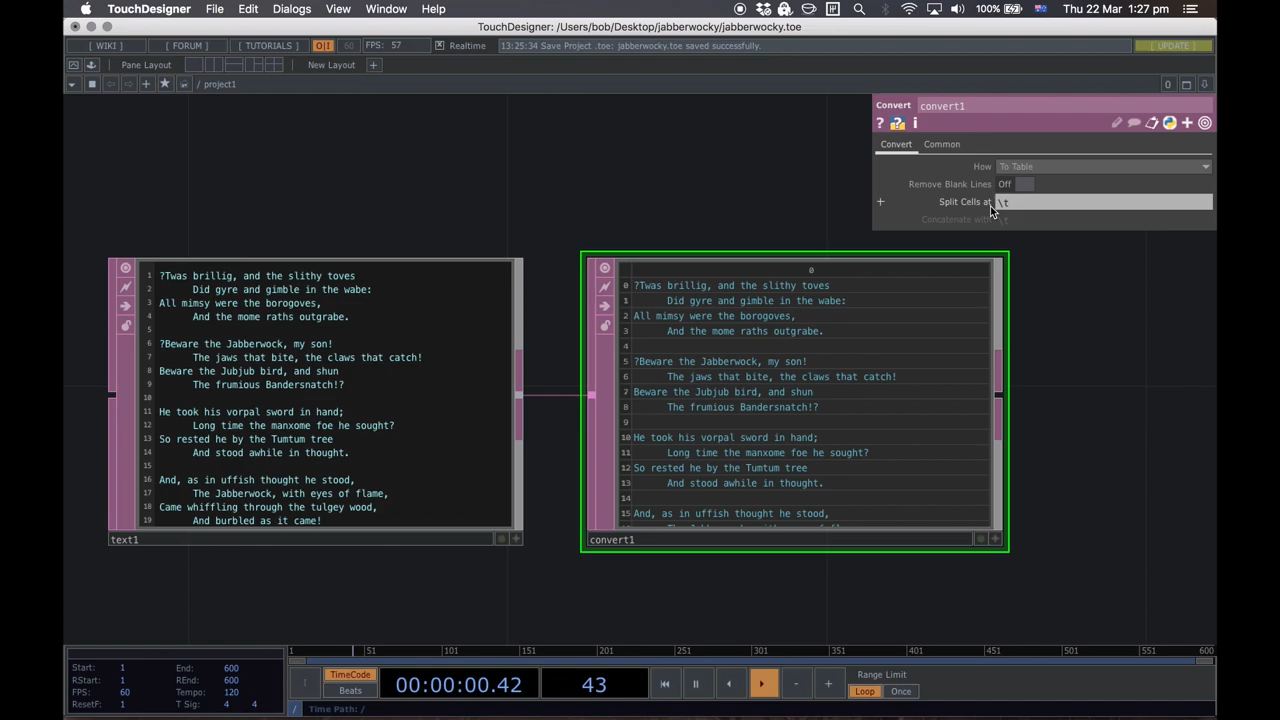 TouchDesigner File Edit Dialogs View Window Help 100% Thu 22 Mar 1:27 pm
TouchDesigner: /Users/bob/Desktop/jabberwocky/jabberwocky.toe
[ WIKI ] [ FORUM ] [ TUTORIALS ] O|I 60 FPS: 57 Realtime 13:25:34 Save Project .toe: jabberwocky.toe saved successfully. [ UPDATE ]
Pane Layout New Layout +
/ project1 0
Convert convert1
? ? i
Convert Common
How To Table
Remove Blank Lines Off
+ Split Cells at \t
Concatenate with \t
1 ?Twas brillig, and the slithy toves
2 Did gyre and gimble in the wabe:
3 All mimsy were the borogoves,
4 And the mome raths outgrabe.
5
6 ?Beware the Jabberwock, my son!
7 The jaws that bite, the claws that catch!
8 Beware the Jubjub bird, and shun
9 The frumious Bandersnatch!?
10
11 He took his vorpal sword in hand;
12 Long time the manxome foe he sought?
13 So rested he by the Tumtum tree
14 And stood awhile in thought.
15
16 And, as in uffish thought he stood,
17 The Jabberwock, with eyes of flame,
18 Came whiffling through the tulgey wood,
19 And burbled as it came!
text1
0
0 ?Twas brillig, and the slithy toves
1 Did gyre and gimble in the wabe:
2 All mimsy were the borogoves,
3 And the mome raths outgrabe.
4
5 ?Beware the Jabberwock, my son!
6 The jaws that bite, the claws that catch!
7 Beware the Jubjub bird, and shun
8 The frumious Bandersnatch!?
9
10 He took his vorpal sword in hand;
11 Long time the manxome foe he sought?
12 So rested he by the Tumtum tree
13 And stood awhile in thought.
14
15 And, as in uffish thought he stood,
convert1
1 51 101 151 201 251 301 351 401 451 501 551 600
Start: 1 End: 600
RStart: 1 REnd: 600
FPS: 60 Tempo: 120
ResetF: 1 T Sig: 4 4
TimeCode
Beats
00:00:00.42 43
- +
Range Limit
Loop Once
/ Time Path: /